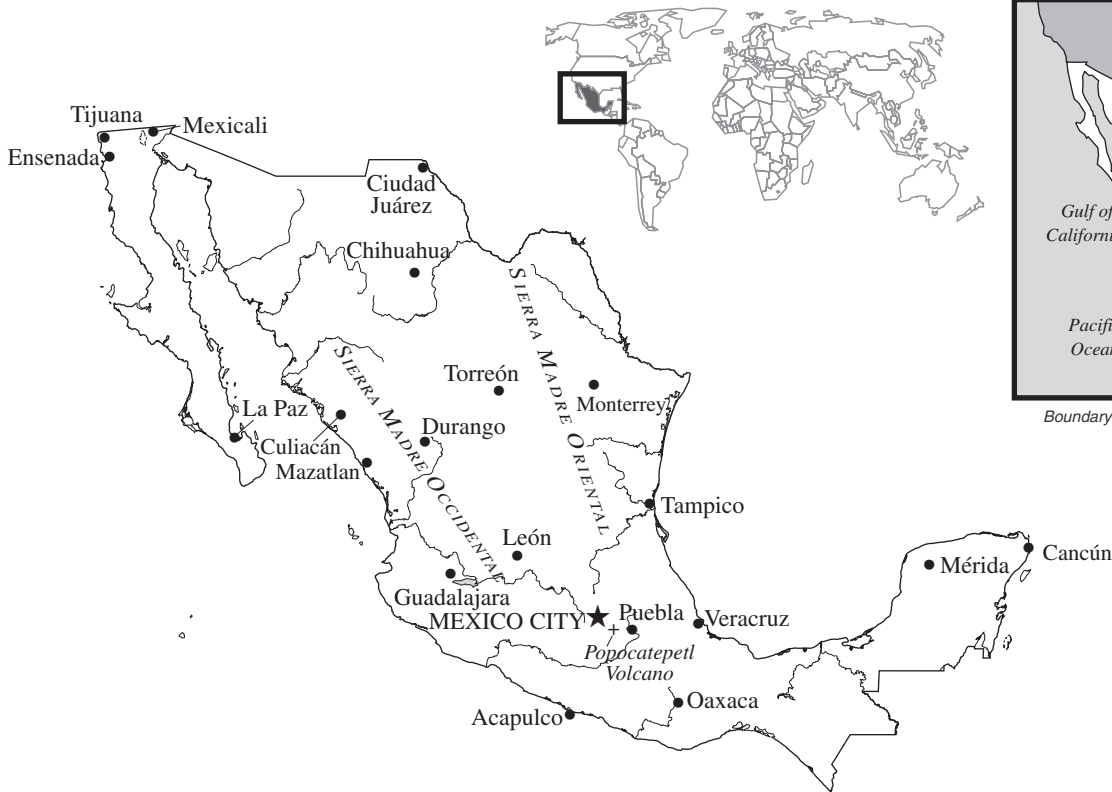 Tijuana
Mexicali
Ensenada
Ciudad
Juárez
Chihuahua
SIERRA MADRE ORIENTAL
SIERRA MADRE OCCIDENTAL
Torreón
Monterrey
La Paz
Culiacán
Durango
Mazatlan
Tampico
León
Guadalajara
MEXICO CITY
Puebla
Veracruz
Mérida
Cancún
Popocatepetl
Volcano
Oaxaca
Acapulco
Gulf of
Californi
Pacifi
Ocean
Boundary